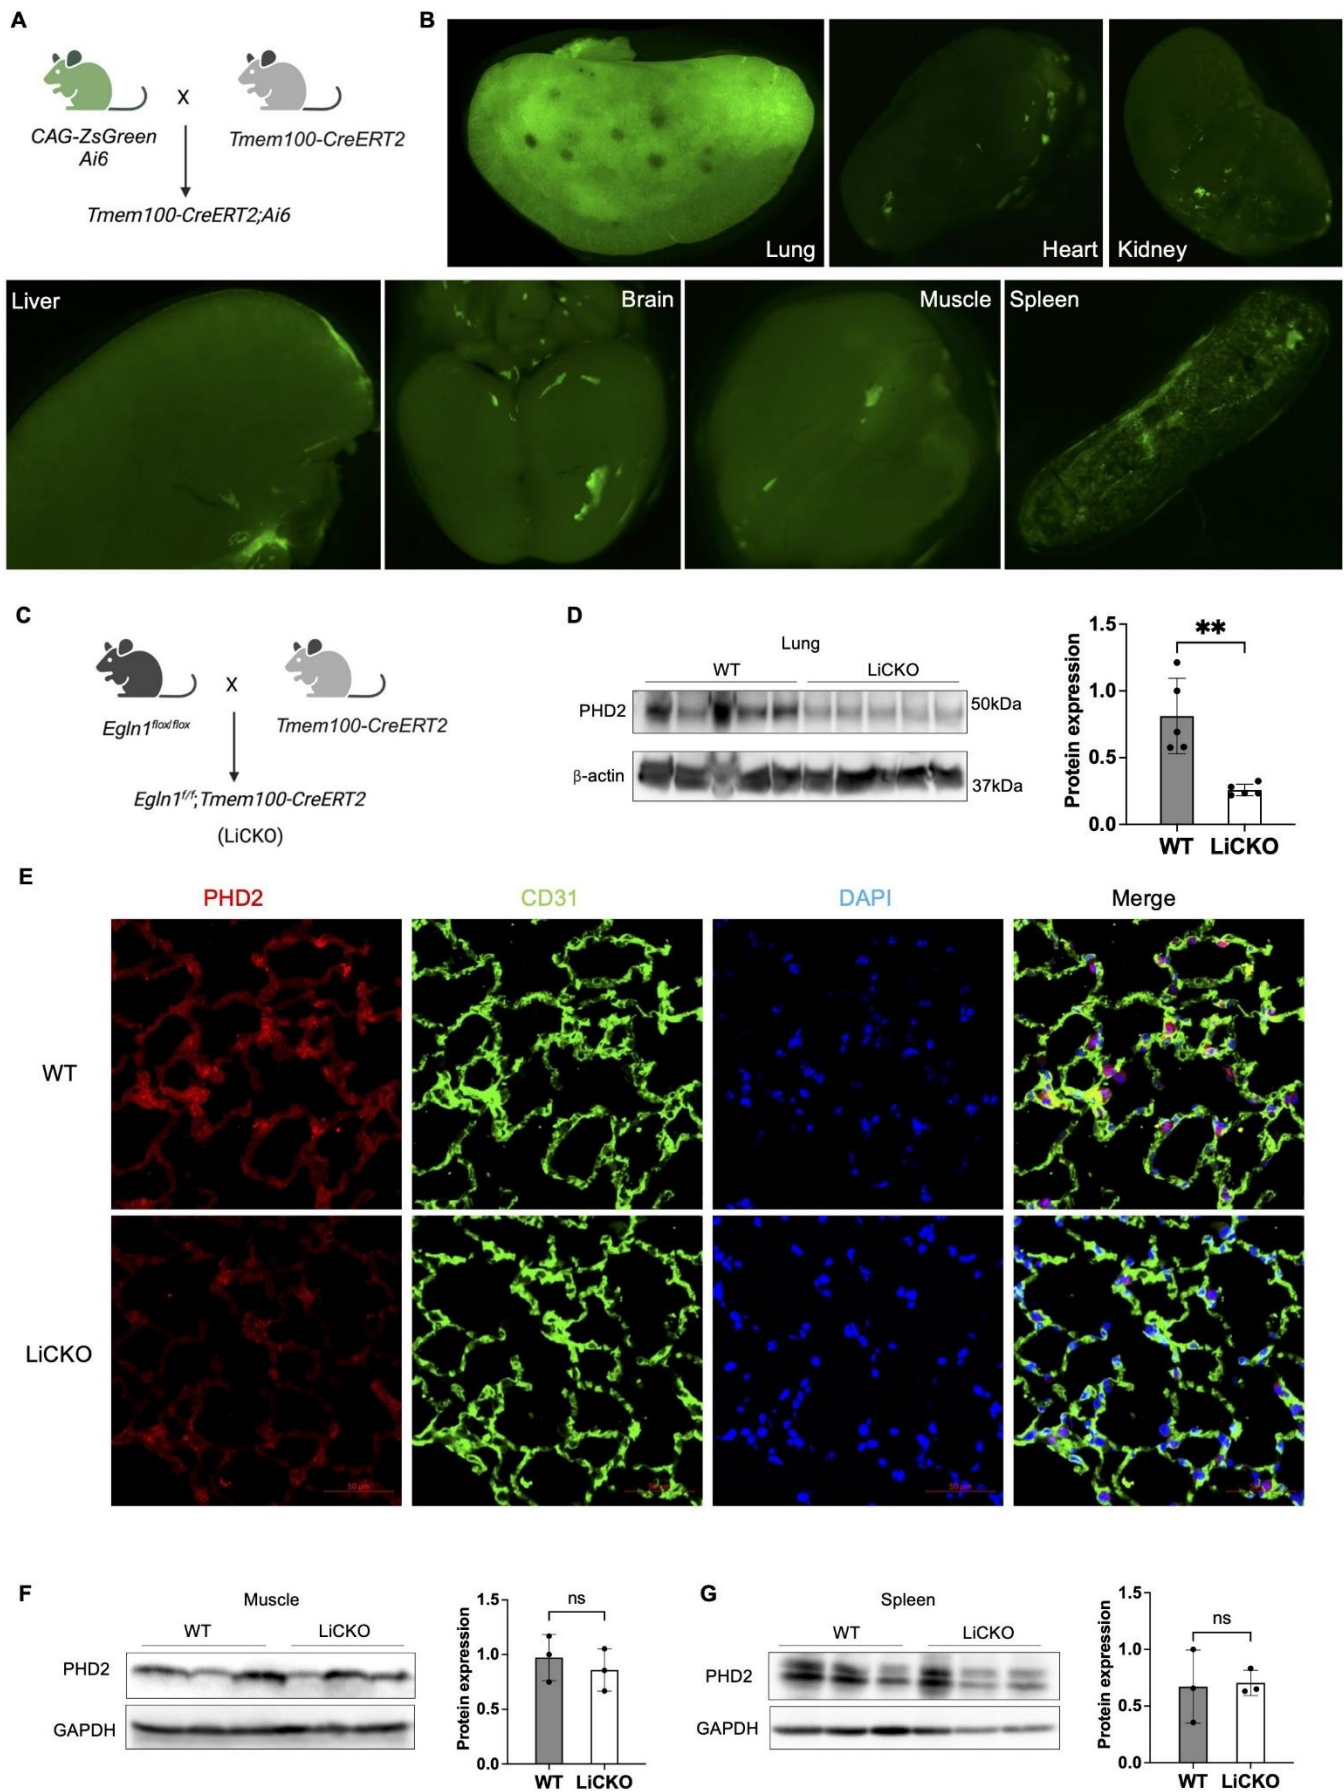 A
CAG-ZsGreen
Ai6
X
Tmem100-CreERT2
Tmem100-CreERT2;Ai6
B
Lung
Heart
Kidney
Liver
Brain
Muscle
Spleen
C
Egln1flox/flox
X
Tmem100-CreERT2
Egln1f/f;Tmem100-CreERT2
(LiCKO)
D
Lung
WT
LiCKO
PHD2
50kDa
β-actin
37kDa
Protein expression
1.5
1.0
0.5
0.0
**
WT
LiCKO
E
PHD2
CD31
DAPI
Merge
WT
LiCKO
50 µm
50 µm
F
Muscle
WT
LiCKO
PHD2
GAPDH
Protein expression
1.5
1.0
0.5
0.0
ns
WT
LiCKO
G
Spleen
WT
LiCKO
PHD2
GAPDH
Protein expression
1.5
1.0
0.5
0.0
ns
WT
LiCKO